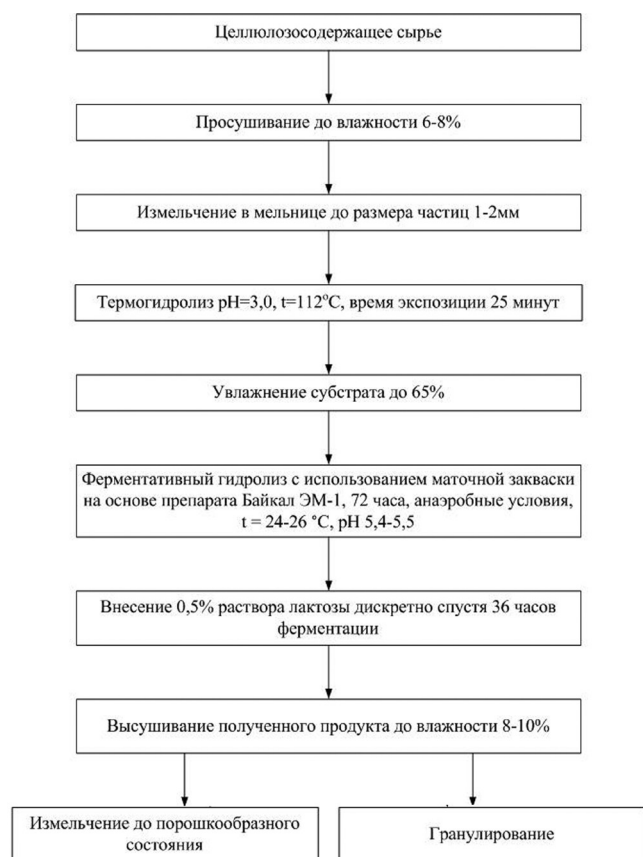 Целлюлозосодержащее сырье
Просушивание до влажности 6-8%
Измельчение в мельнице до размера частиц 1-2мм
Термогидролиз pH=3,0, t=112°C, время экспозиции 25 минут
Увлажнение субстрата до 65%
Ферментативный гидролиз с использованием маточной закваски
на основе препарата Байкал ЭМ-1, 72 часа, анаэробные условия,
t = 24-26 °C, pH 5,4-5,5
Внесение 0,5% раствора лактозы дискретно спустя 36 часов
ферментации
Высушивание полученного продукта до влажности 8-10%
Измельчение до порошкообразного
состояния
Гранулирование